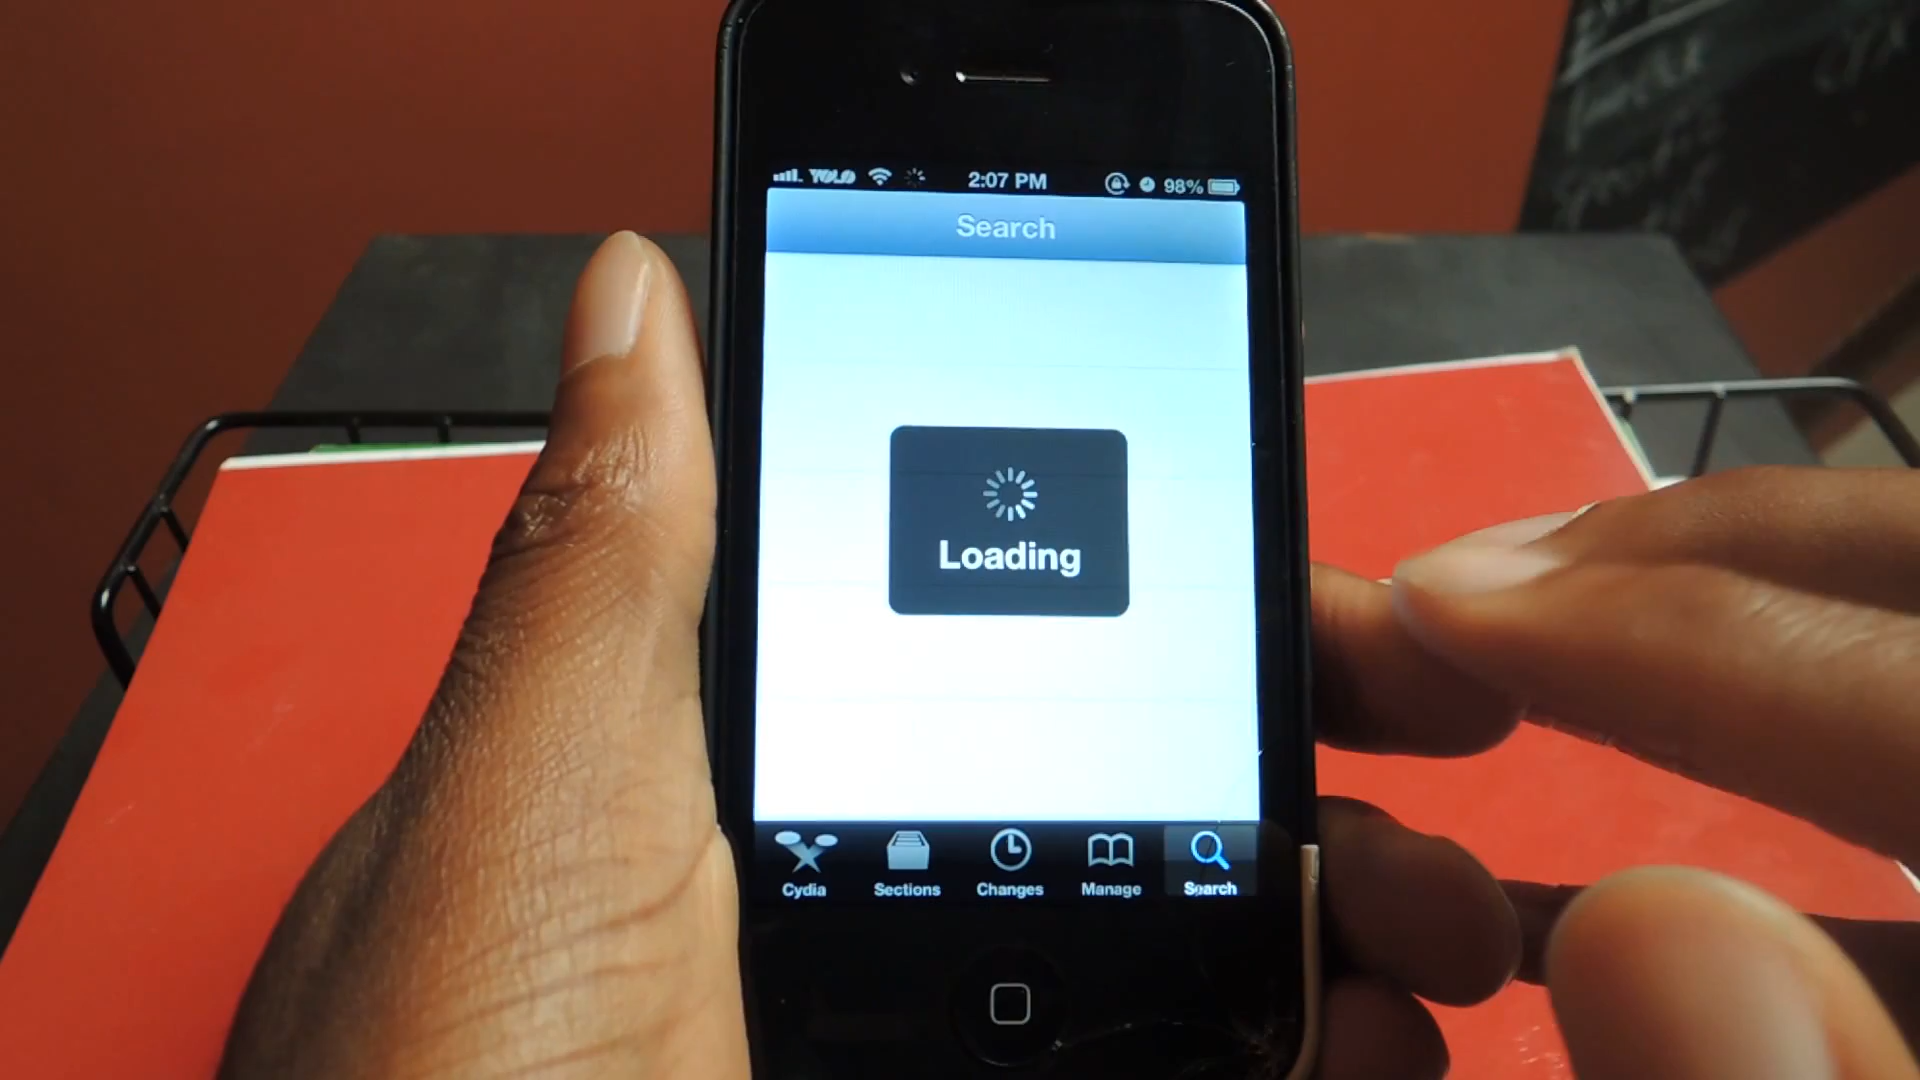 YOLO 2:07 PM 98%
Search
Loading
Cydia Sections Changes Manage Search